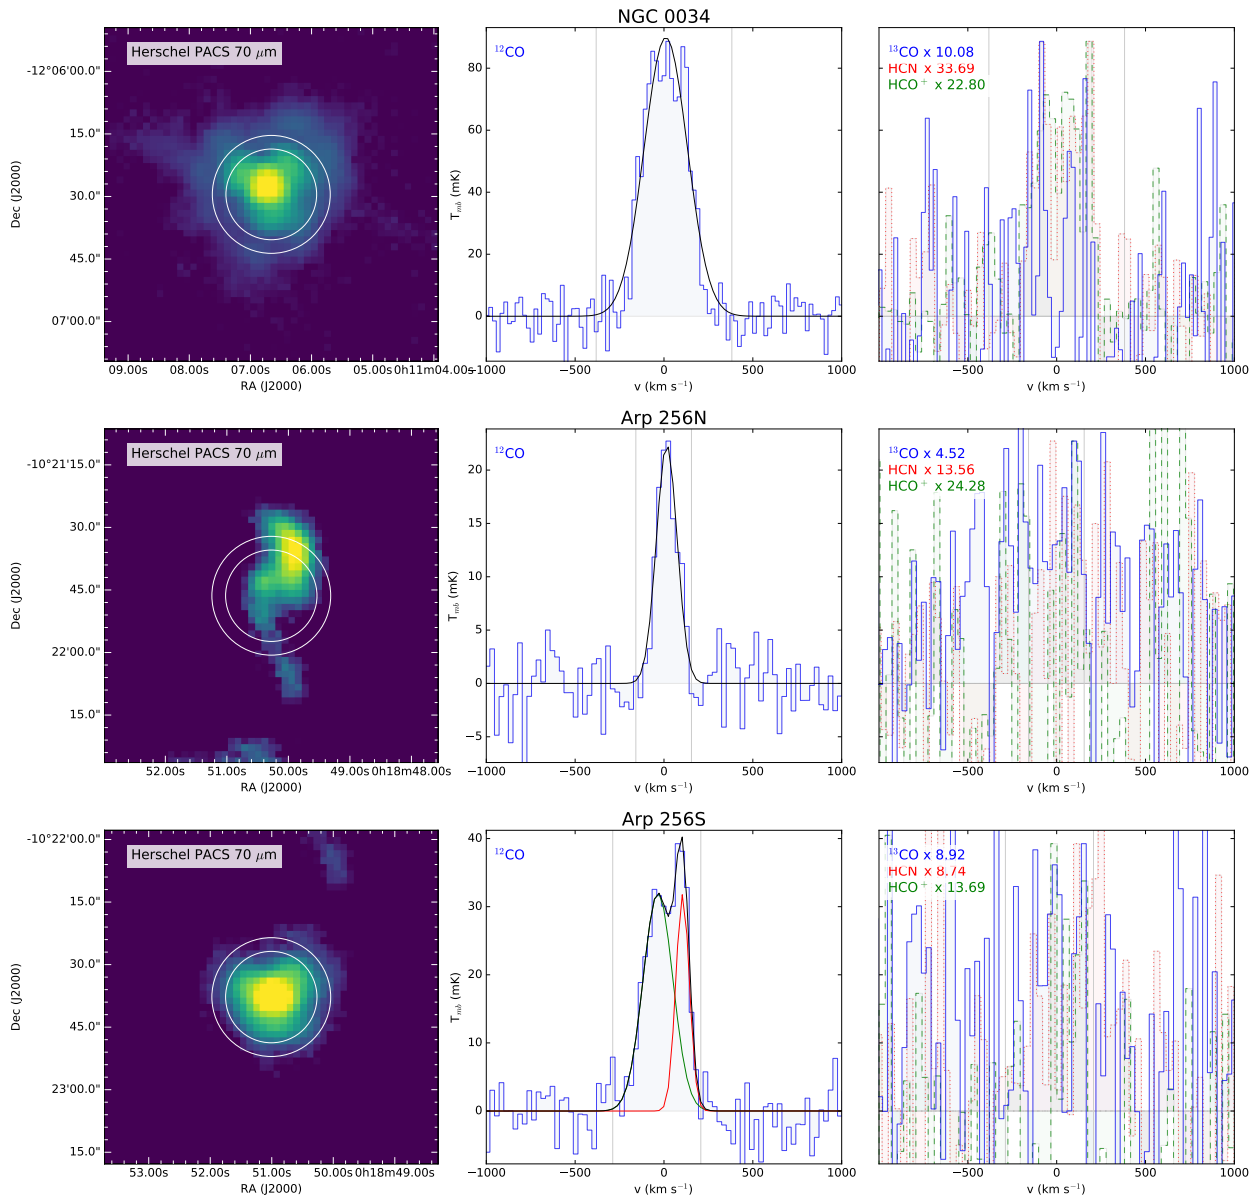 NGC 0034
Herschel PACS 70 μm
-12°06'00.0"
15.0"
30.0"
45.0"
07'00.0"
Dec (J2000)
09.00s 08.00s 07.00s 06.00s 05.00s 0h11m04.00s
RA (J2000)
¹²CO
80
60
40
20
0
T_mb (mK)
−1000 −500 0 500 1000
v (km s⁻¹)
¹³CO x 10.08
HCN x 33.69
HCO⁺ x 22.80
−500 0 500 1000
v (km s⁻¹)
Arp 256N
Herschel PACS 70 μm
-10°21'15.0"
30.0"
45.0"
22'00.0"
15.0"
Dec (J2000)
52.00s 51.00s 50.00s 49.00s 0h18m48.00s
RA (J2000)
¹²CO
20
15
10
5
0
−5
T_mb (mK)
−1000 −500 0 500 1000
v (km s⁻¹)
¹³CO x 4.52
HCN x 13.56
HCO⁺ x 24.28
−500 0 500 1000
v (km s⁻¹)
Arp 256S
Herschel PACS 70 μm
-10°22'00.0"
15.0"
30.0"
45.0"
23'00.0"
15.0"
Dec (J2000)
53.00s 52.00s 51.00s 50.00s 0h18m49.00s
RA (J2000)
¹²CO
40
30
20
10
0
T_mb (mK)
−1000 −500 0 500 1000
v (km s⁻¹)
¹³CO x 8.92
HCN x 8.74
HCO⁺ x 13.69
−500 0 500 1000
v (km s⁻¹)